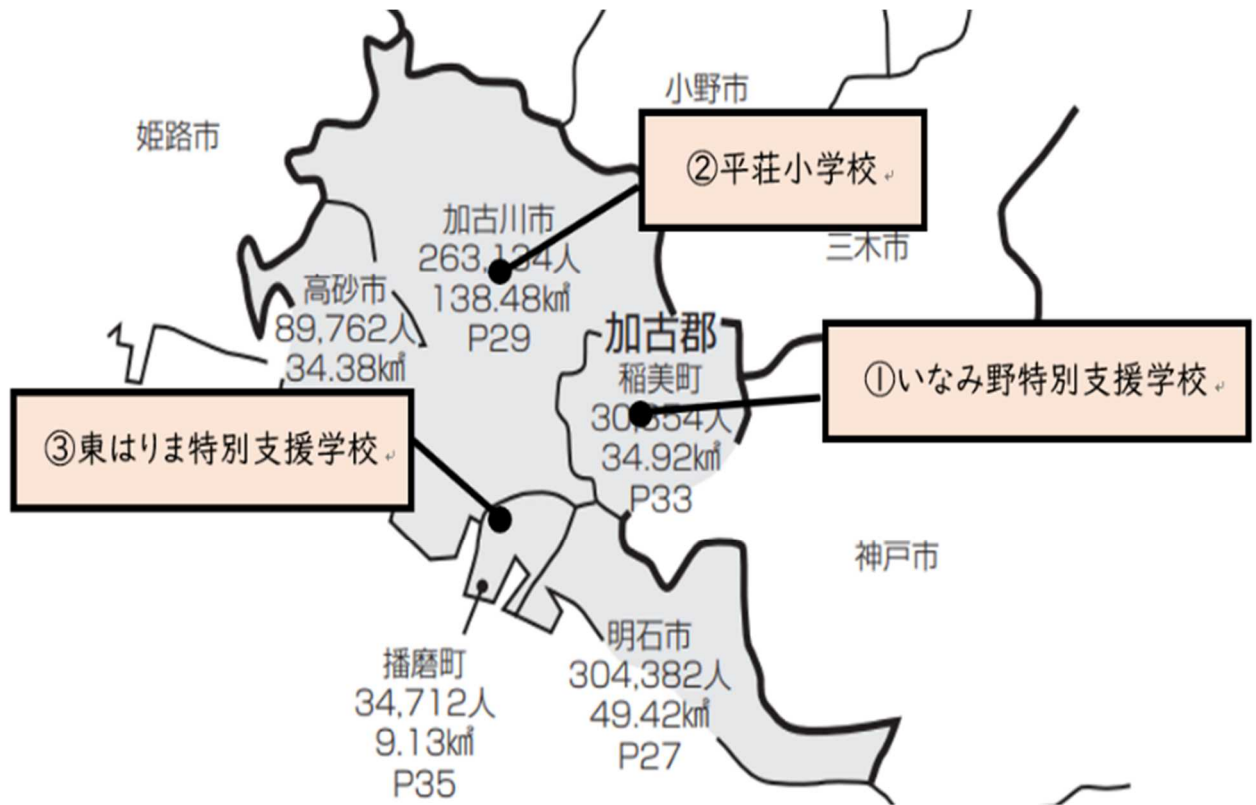 小野市
姫路市
②平荘小学校
加古川市
263,134人
138.48㎢
P29
三木市
高砂市
89,762人
34.38㎢
加古郡
稲美町
34.92㎢
P33
①いなみ野特別支援学校
③東はりま特別支援学校
神戸市
播磨町
34,712人
9.13㎢
P35
明石市
304,382人
49.42㎢
P27